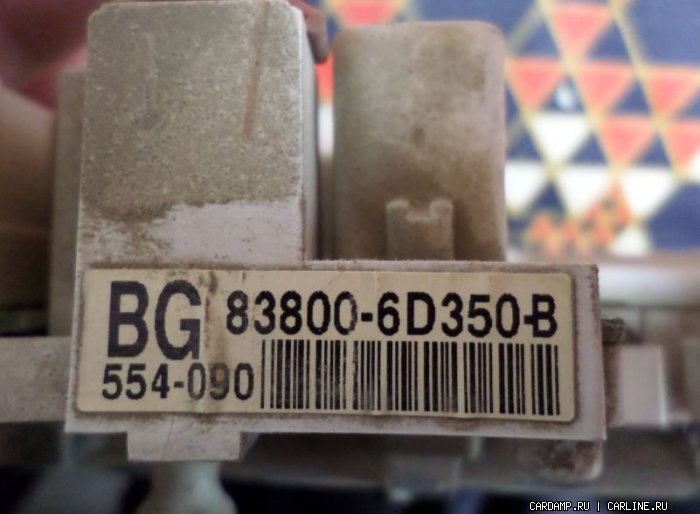 BG 83800-6D350-B
554-090
CARDAMP.RU | CARLINE.RU